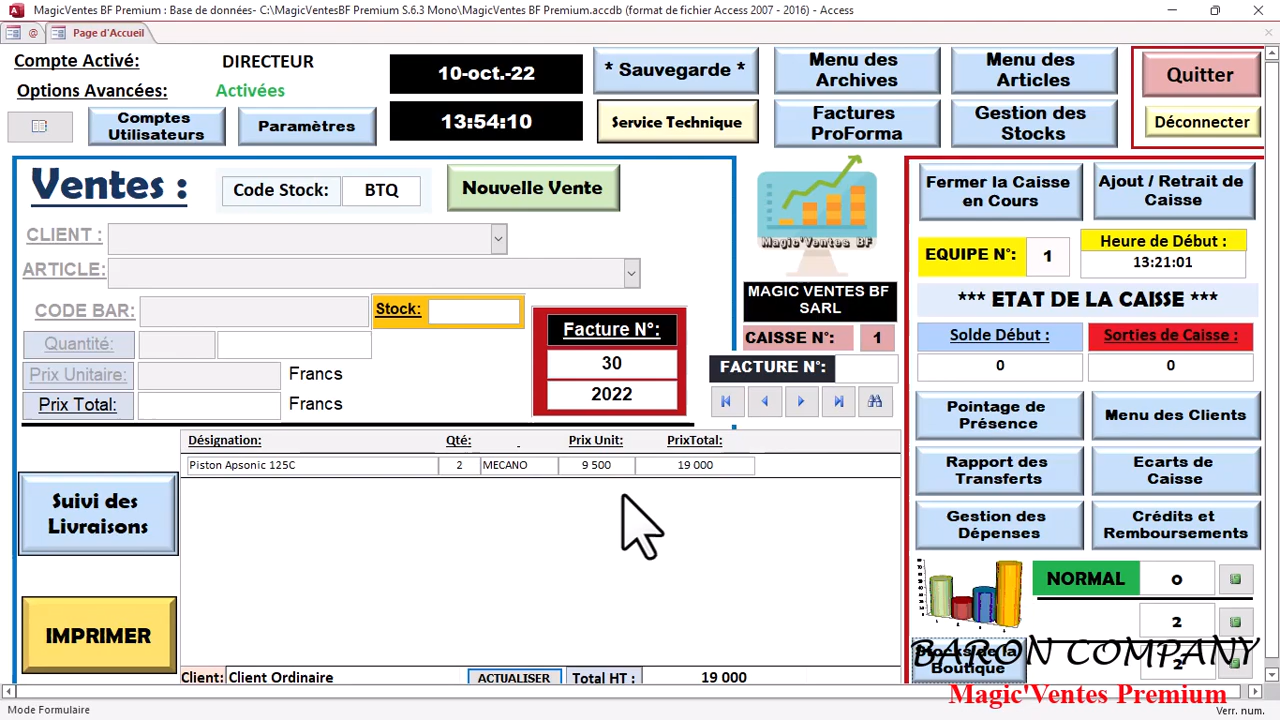 MagicVentes BF Premium : Base de données- C:\MagicVentesBF Premium S.6.3 Mono\MagicVentes BF Premium.accdb (format de fichier Access 2007 - 2016) - Access
@
Page d'Accueil
Compte Activé:
DIRECTEUR
Options Avancées:
Activées
Comptes
Utilisateurs
Paramètres
10-oct.-22
13:54:10
* Sauvegarde *
Service Technique
Menu des
Archives
Factures
ProForma
Menu des
Articles
Gestion des
Stocks
Quitter
Déconnecter
Ventes :
Code Stock:
BTQ
Nouvelle Vente
CLIENT :
ARTICLE:
CODE BAR:
Stock:
Quantité:
Prix Unitaire:
Francs
Prix Total:
Francs
Facture N°:
30
2022
Magic'Ventes BF
MAGIC VENTES BF
SARL
CAISSE N°:
1
FACTURE N°:
Désignation:
Qté:
Prix Unit:
PrixTotal:
Piston Apsonic 125C
2
MECANO
9 500
19 000
Suivi des
Livraisons
IMPRIMER
Client:
Client Ordinaire
ACTUALISER
Total HT :
19 000
Fermer la Caisse
en Cours
Ajout / Retrait de
Caisse
EQUIPE N°:
1
Heure de Début :
13:21:01
*** ETAT DE LA CAISSE ***
Solde Début :
Sorties de Caisse :
0
0
Pointage de
Présence
Menu des Clients
Rapport des
Transferts
Ecarts de
Caisse
Gestion des
Dépenses
Crédits et
Remboursements
NORMAL
0
2
Stocks de la
Boutique
2
BARON COMPANY
Magic'Ventes Premium
Mode Formulaire
Verr. num.